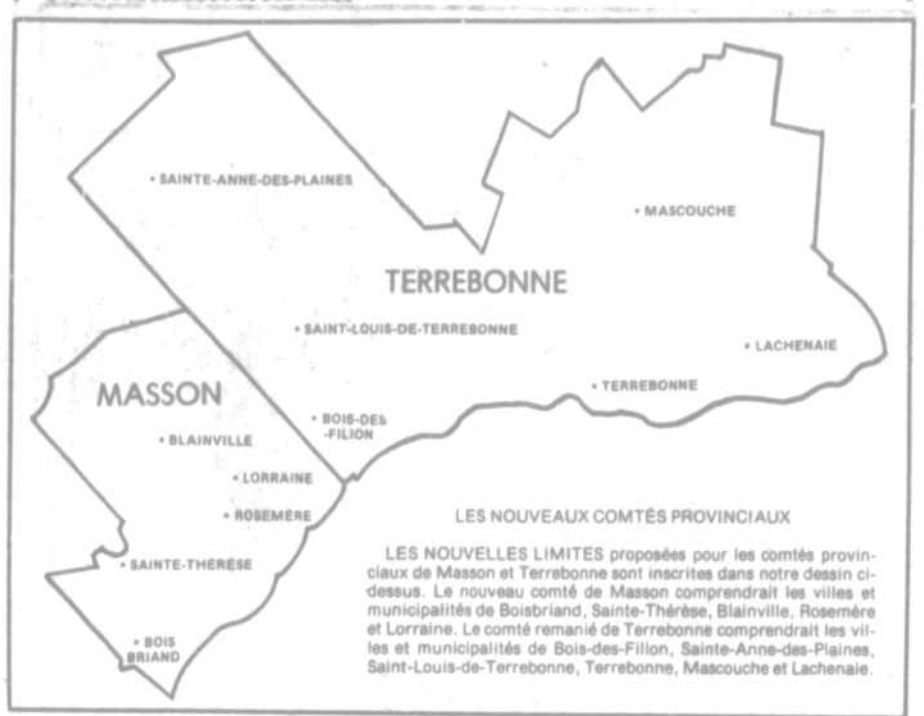 • SAINTE-ANNE-DES-PLAINES
• MASCOUCHE
TERREBONNE
• SAINT-LOUIS-DE-TERREBONNE
• LACHENAIE
• TERREBONNE
MASSON
• BOIS-DES
-FILION
• BLAINVILLE
• LORRAINE
• ROSEMÈRE
• SAINTE-THÉRÈSE
• BOIS
BRIAND
LES NOUVEAUX COMTÉS PROVINCIAUX
LES NOUVELLES LIMITES proposées pour les comtés provin-
ciaux de Masson et Terrebonne sont inscrites dans notre dessin ci-
dessus. Le nouveau comté de Masson comprendrait les villes et
municipalités de Boisbriand, Sainte-Thérèse, Blainville, Rosemère
et Lorraine. Le comté remanié de Terrebonne comprendrait les vil-
les et municipalités de Bois-des-Fillon, Sainte-Anne-des-Plaines,
Saint-Louis-de-Terrebonne, Terrebonne, Mascouche et Lachenaie.